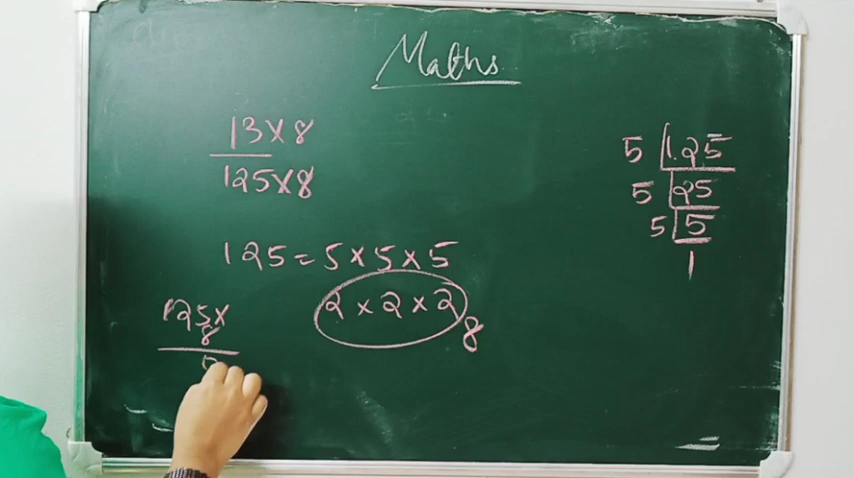 Maths
13 x 8
125 x 8
5 125
5 25
5 5
1
125 = 5 x 5 x 5
2 x 2 x 2 8
125 x
8
0